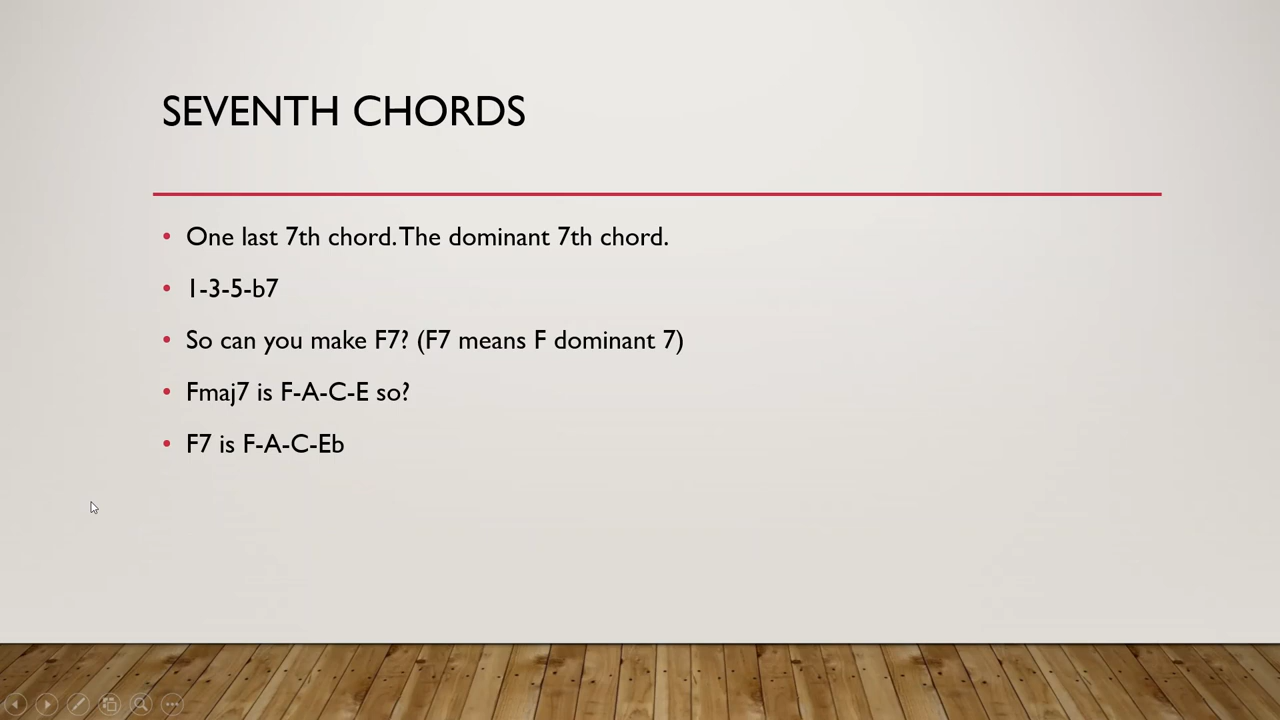 SEVENTH CHORDS
• One last 7th chord. The dominant 7th chord.
• 1-3-5-b7
• So can you make F7? (F7 means F dominant 7)
• Fmaj7 is F-A-C-E so?
• F7 is F-A-C-Eb